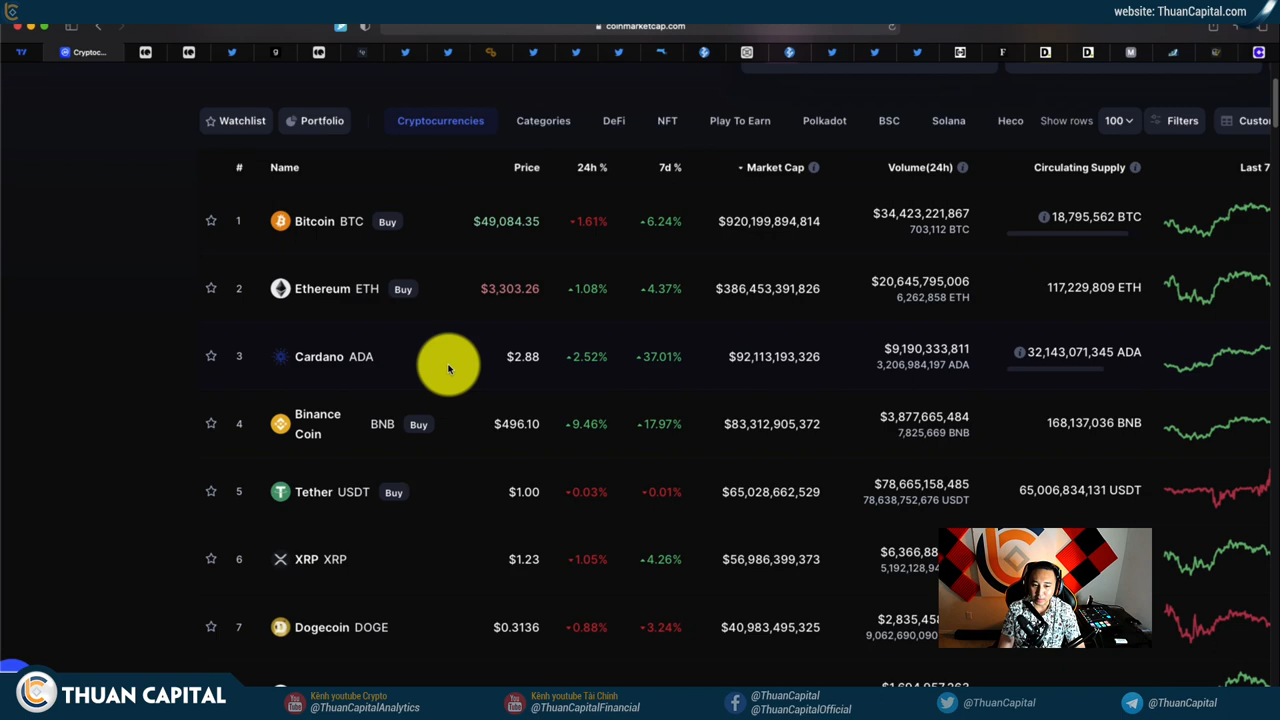 website: ThuanCapital.com
coinmarketcap.com
Cryptoc...
Watchlist Portfolio Cryptocurrencies Categories DeFi NFT Play To Earn Polkadot BSC Solana Heco Show rows 100 Filters
# Name Price 24h % 7d % Market Cap Volume(24h) Circulating Supply Last 7
1 Bitcoin BTC Buy $49,084.35 1.61% 6.24% $920,199,894,814 $34,423,221,867 18,795,562 BTC
703,112 BTC
2 Ethereum ETH Buy $3,303.26 1.08% 4.37% $386,453,391,826 $20,645,795,006 117,229,809 ETH
6,262,858 ETH
3 Cardano ADA $2.88 2.52% 37.01% $92,113,193,326 $9,190,333,811 32,143,071,345 ADA
3,206,984,197 ADA
4 Binance Coin BNB Buy $496.10 9.46% 17.97% $83,312,905,372 $3,877,665,484 168,137,036 BNB
7,825,669 BNB
5 Tether USDT Buy $1.00 0.03% 0.01% $65,028,662,529 $78,665,158,485 65,006,834,131 USDT
78,638,752,676 USDT
6 XRP XRP $1.23 1.05% 4.26% $56,986,399,373
7 Dogecoin DOGE $0.3136 0.88% 3.24% $40,983,495,325
THUAN CAPITAL
Kênh youtube Crypto
@ThuanCapitalAnalytics
Kênh youtube Tài Chính
@ThuanCapitalFinancial
@ThuanCapital
@ThuanCapitalOfficial
@ThuanCapital
@ThuanCapital